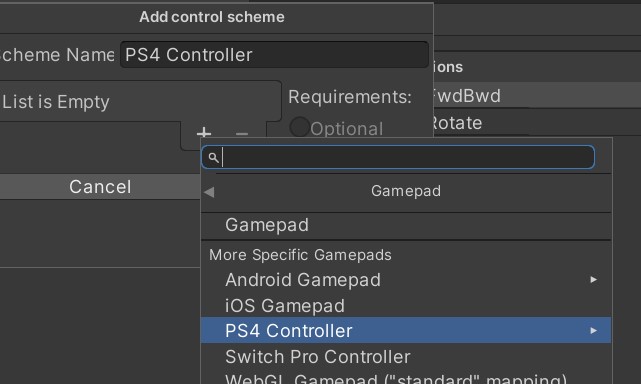 Add control scheme
Scheme Name PS4 Controller
List is Empty
Requirements:
Optional
Cancel
ions
FwdBwd
Rotate
Gamepad
Gamepad
More Specific Gamepads
Android Gamepad
iOS Gamepad
PS4 Controller
Switch Pro Controller
WebGL Gamepad ("standard" mapping)